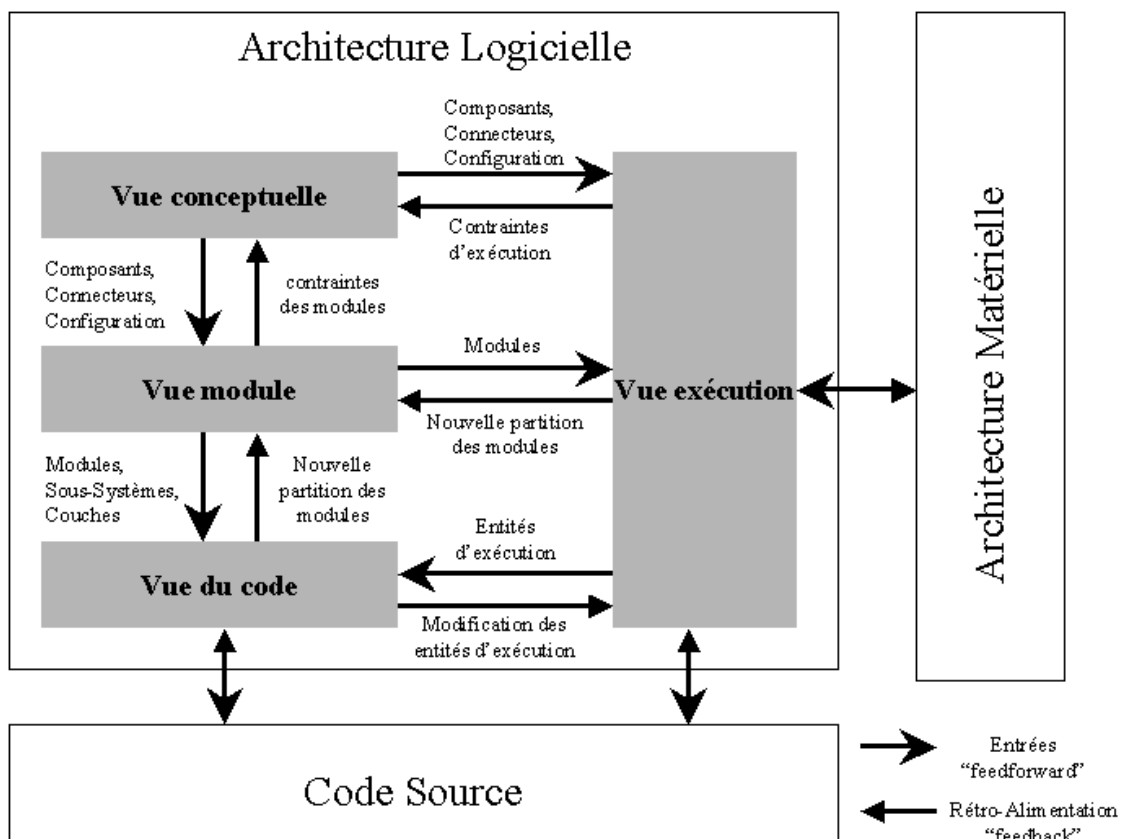 Architecture Logicielle
Composants,
Connecteurs,
Configuration
Vue conceptuelle
Contraintes
d'exécution
Composants,
Connecteurs,
Configuration
contraintes
des modules
Modules
Vue module
Vue exécution
Nouvelle partition
des modules
Modules,
Sous-Systèmes,
Couches
Nouvelle
partition des
modules
Entités
d'exécution
Vue du code
Modification des
entités d'exécution
Architecture Matérielle
Code Source
Entrées
“feedforward”
Rétro-Alimentation
“feedback”